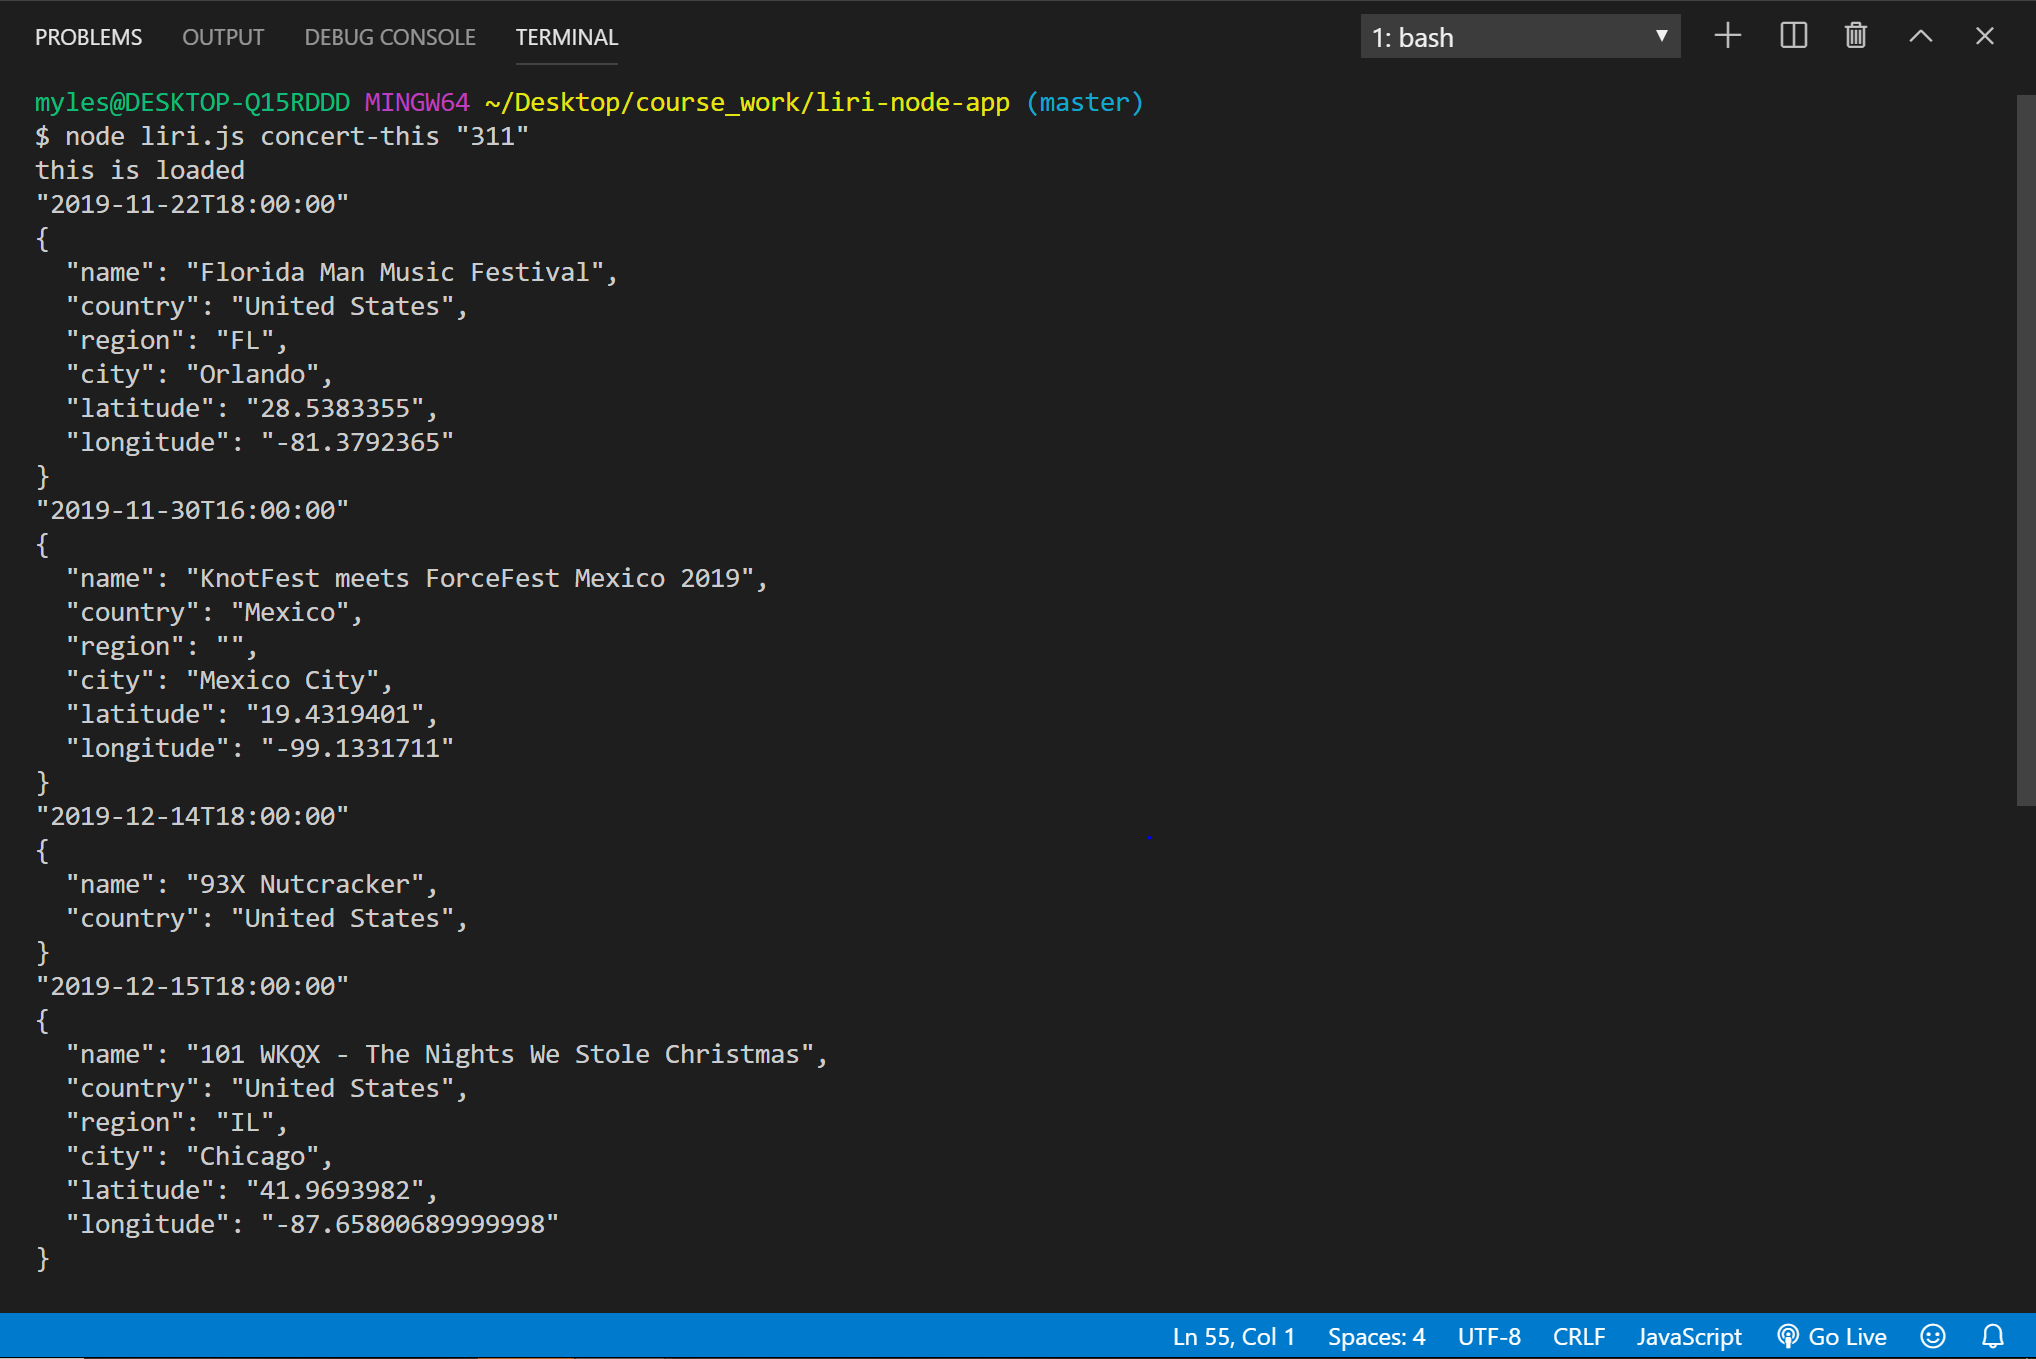 PROBLEMS OUTPUT DEBUG CONSOLE TERMINAL 1: bash
myles@DESKTOP-Q15RDDD MINGW64 ~/Desktop/course_work/liri-node-app (master)
$ node liri.js concert-this "311"
this is loaded
"2019-11-22T18:00:00"
{
  "name": "Florida Man Music Festival",
  "country": "United States",
  "region": "FL",
  "city": "Orlando",
  "latitude": "28.5383355",
  "longitude": "-81.3792365"
}
"2019-11-30T16:00:00"
{
  "name": "KnotFest meets ForceFest Mexico 2019",
  "country": "Mexico",
  "region": "",
  "city": "Mexico City",
  "latitude": "19.4319401",
  "longitude": "-99.1331711"
}
"2019-12-14T18:00:00"
{
  "name": "93X Nutcracker",
  "country": "United States",
}
"2019-12-15T18:00:00"
{
  "name": "101 WKQX - The Nights We Stole Christmas",
  "country": "United States",
  "region": "IL",
  "city": "Chicago",
  "latitude": "41.9693982",
  "longitude": "-87.65800689999998"
}
Ln 55, Col 1 Spaces: 4 UTF-8 CRLF JavaScript Go Live